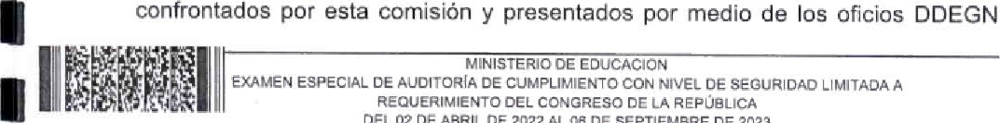 confrontados por esta comisión y presentados por medio de los oficios DDEGN
MINISTERIO DE EDUCACION
EXAMEN ESPECIAL DE AUDITORÍA DE CUMPLIMIENTO CON NIVEL DE SEGURIDAD LIMITADA A
REQUERIMIENTO DEL CONGRESO DE LA REPÚBLICA
DEL 02 DE ABRIL DE 2022 AL 06 DE SEPTIEMBRE DE 2023